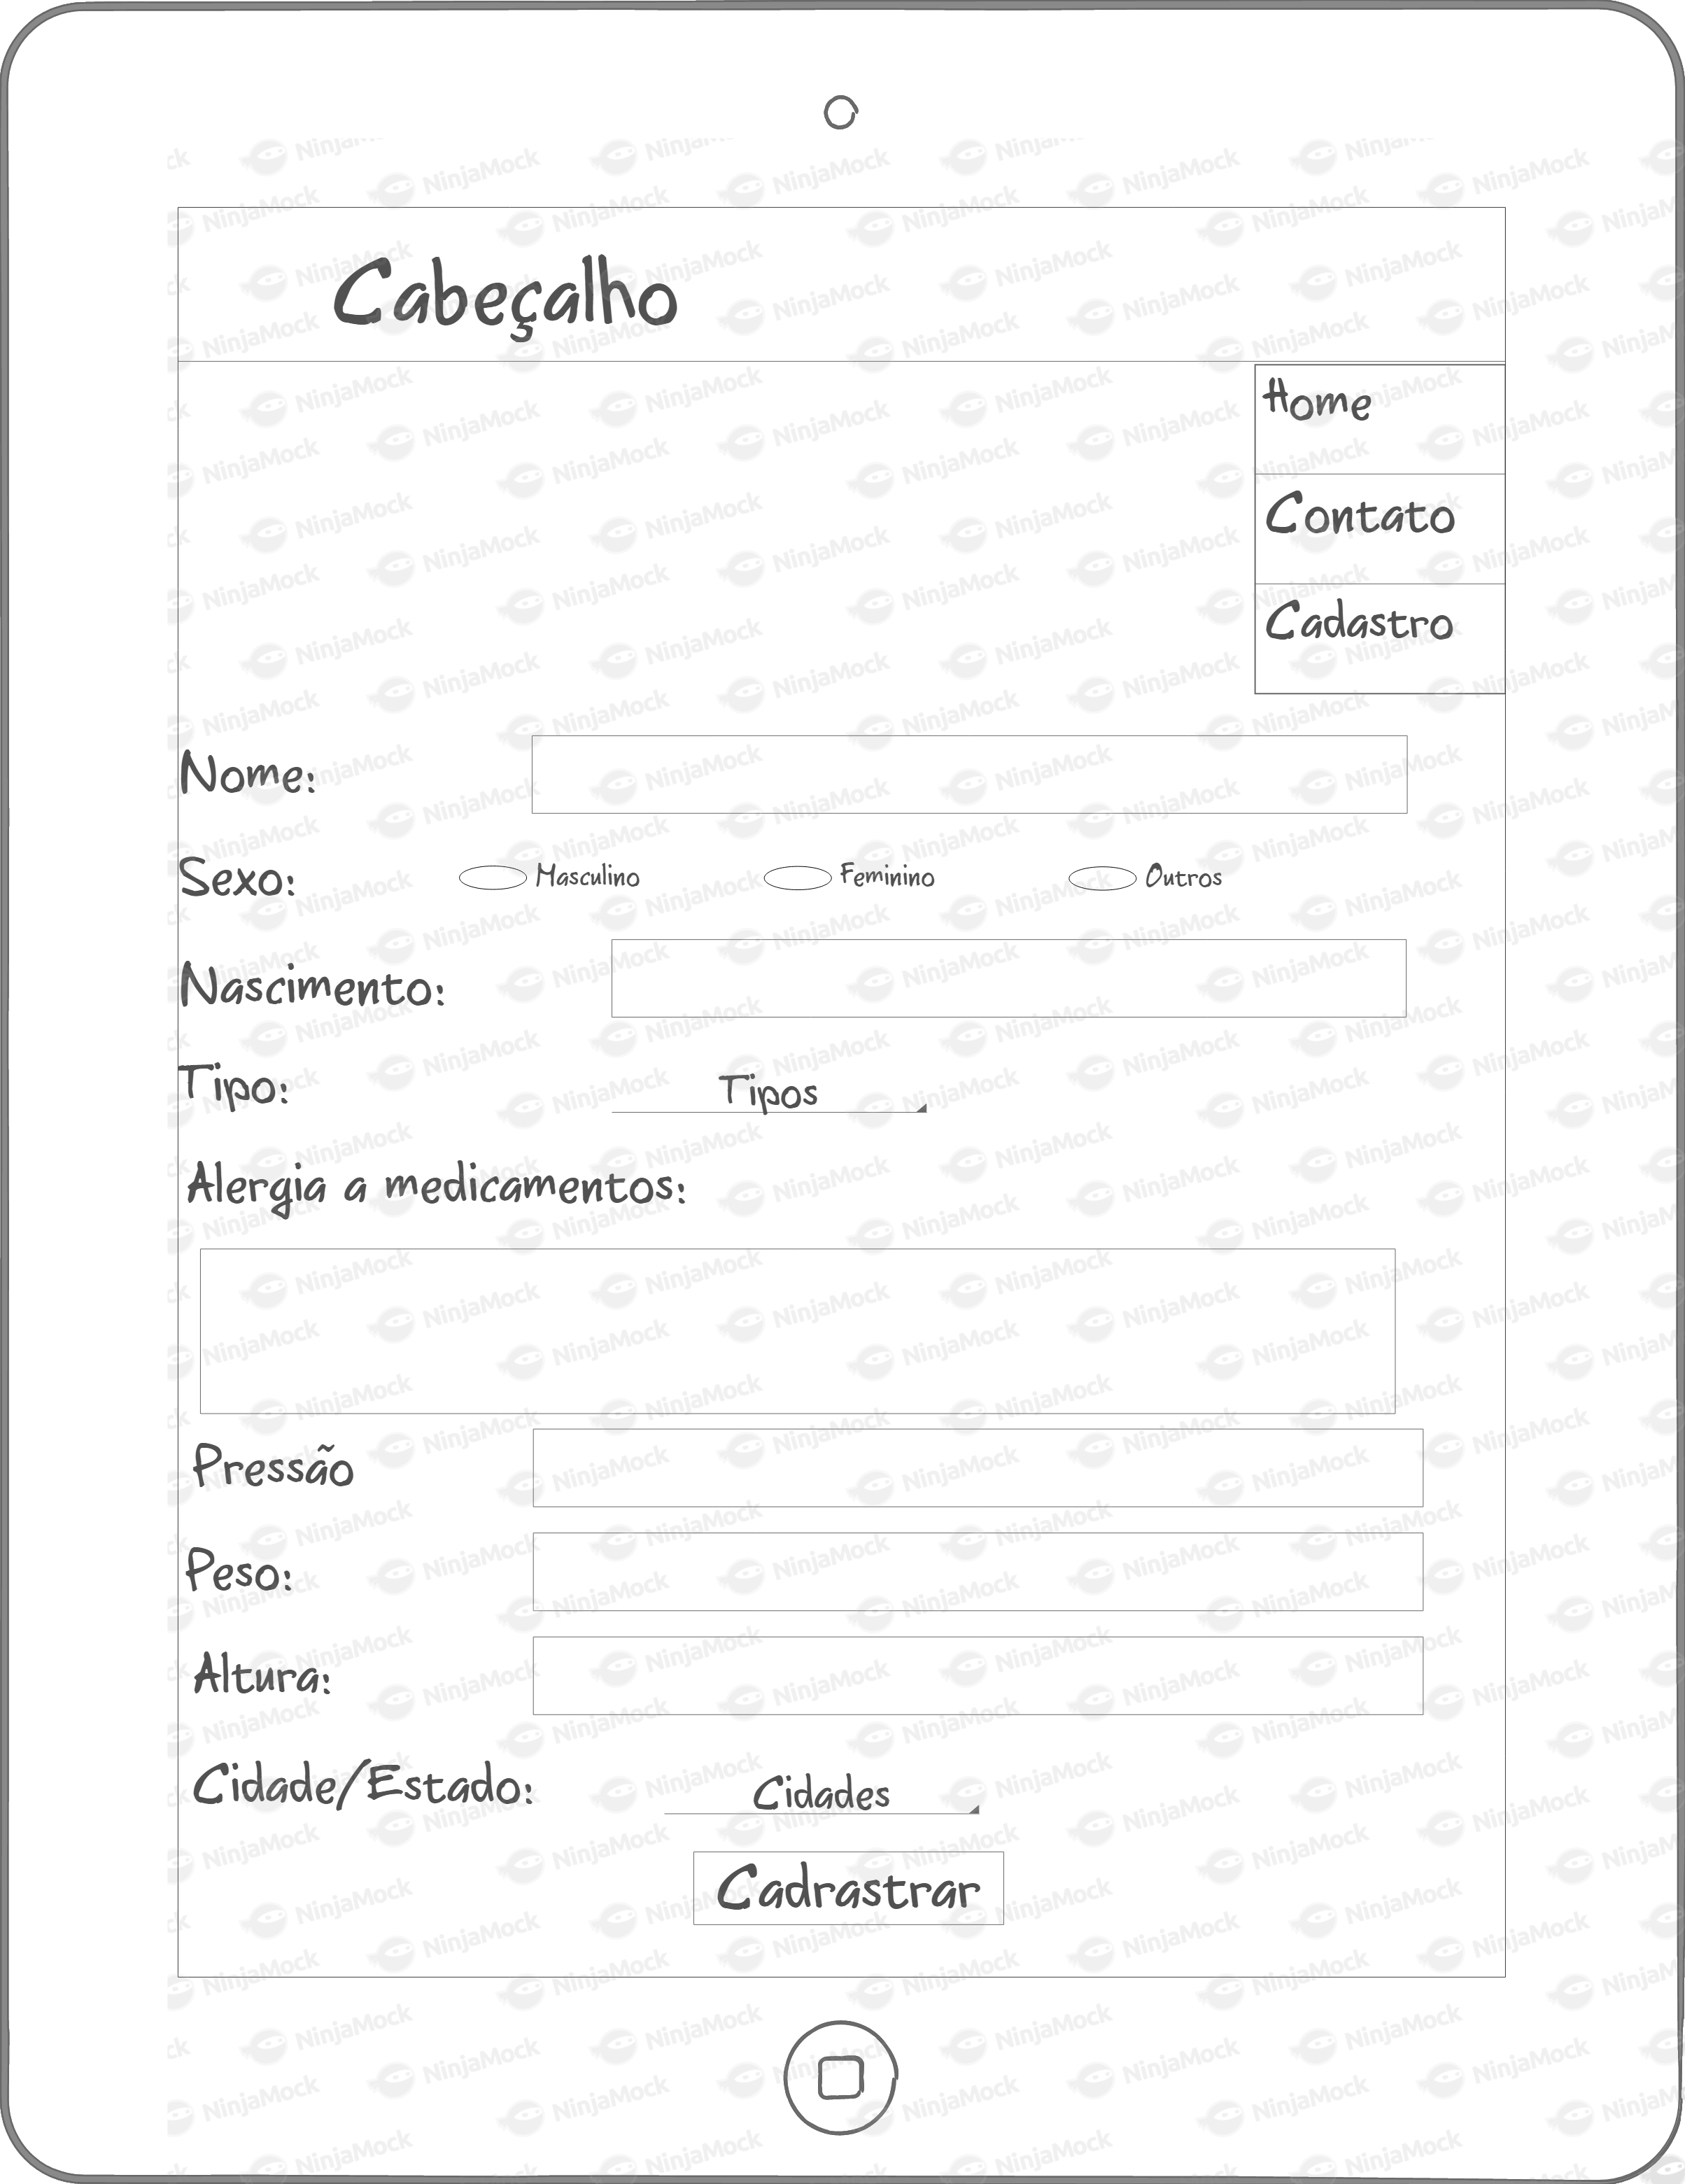 Cabeçalho
Home
Contato
Cadastro
Nome:
Sexo: Masculino Feminino Outros
Nascimento:
Tipo: Tipos
Alergia a medicamentos:
Pressão
Peso:
Altura:
Cidade/Estado: Cidades
Cadrastrar
NinjaMock